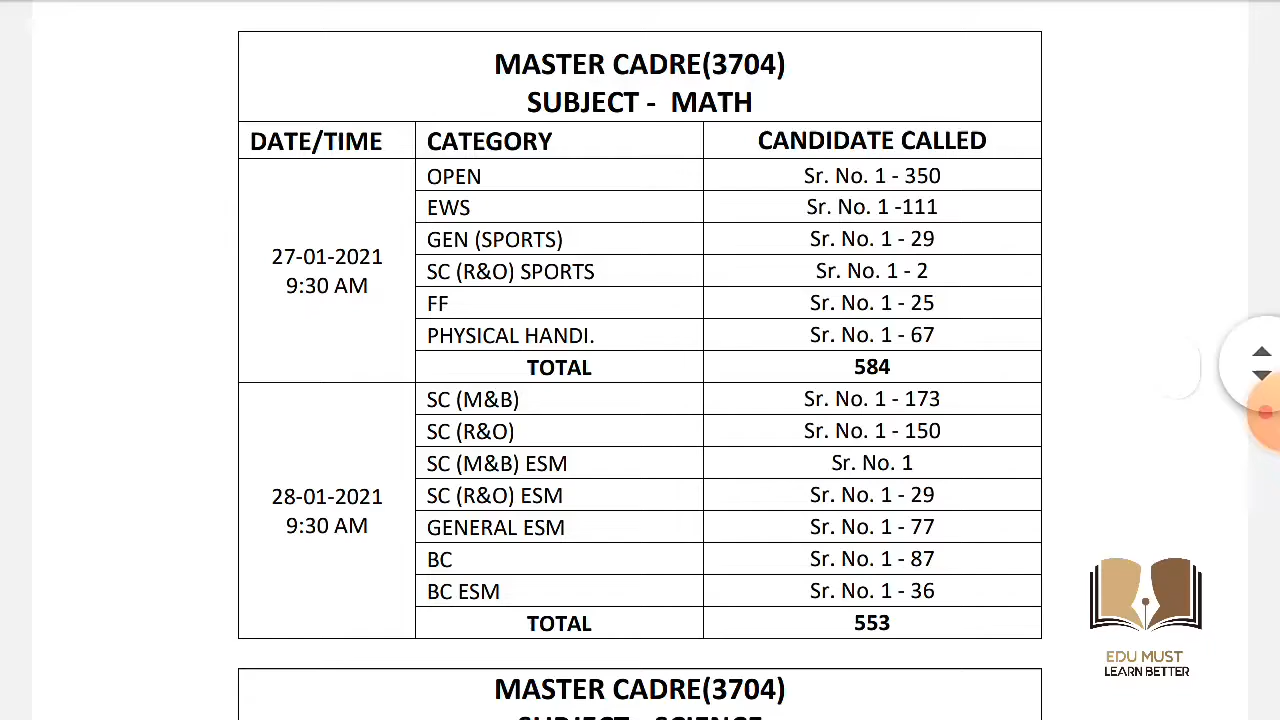 MASTER CADRE(3704)
SUBJECT - MATH
DATE/TIME CATEGORY CANDIDATE CALLED
27-01-2021
9:30 AM
OPEN Sr. No. 1 - 350
EWS Sr. No. 1 -111
GEN (SPORTS) Sr. No. 1 - 29
SC (R&O) SPORTS Sr. No. 1 - 2
FF Sr. No. 1 - 25
PHYSICAL HANDI. Sr. No. 1 - 67
TOTAL 584
28-01-2021
9:30 AM
SC (M&B) Sr. No. 1 - 173
SC (R&O) Sr. No. 1 - 150
SC (M&B) ESM Sr. No. 1
SC (R&O) ESM Sr. No. 1 - 29
GENERAL ESM Sr. No. 1 - 77
BC Sr. No. 1 - 87
BC ESM Sr. No. 1 - 36
TOTAL 553
MASTER CADRE(3704)
SUBJECT - SCIENCE
EDU MUST
LEARN BETTER